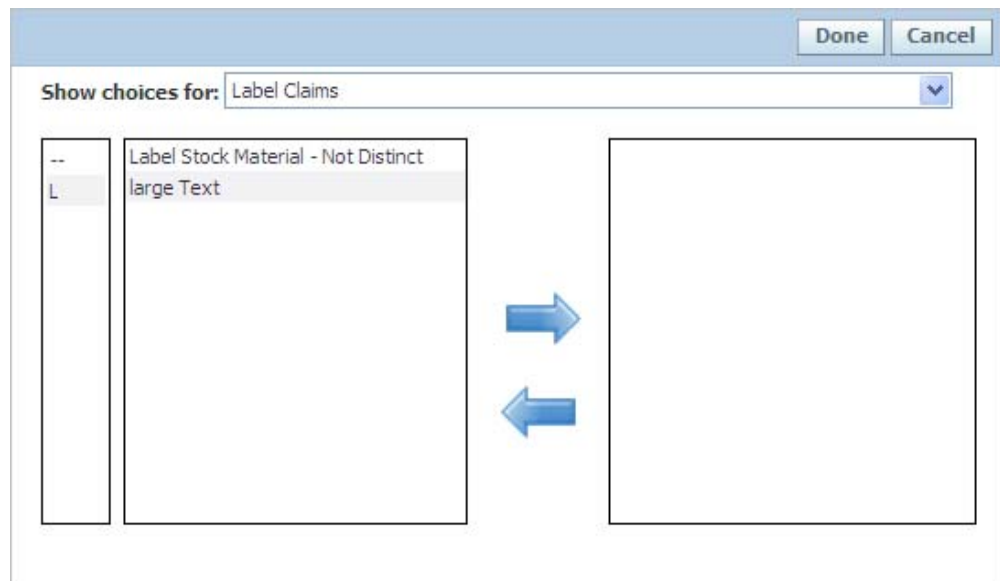 Done Cancel
Show choices for: Label Claims
-- Label Stock Material - Not Distinct
L large Text